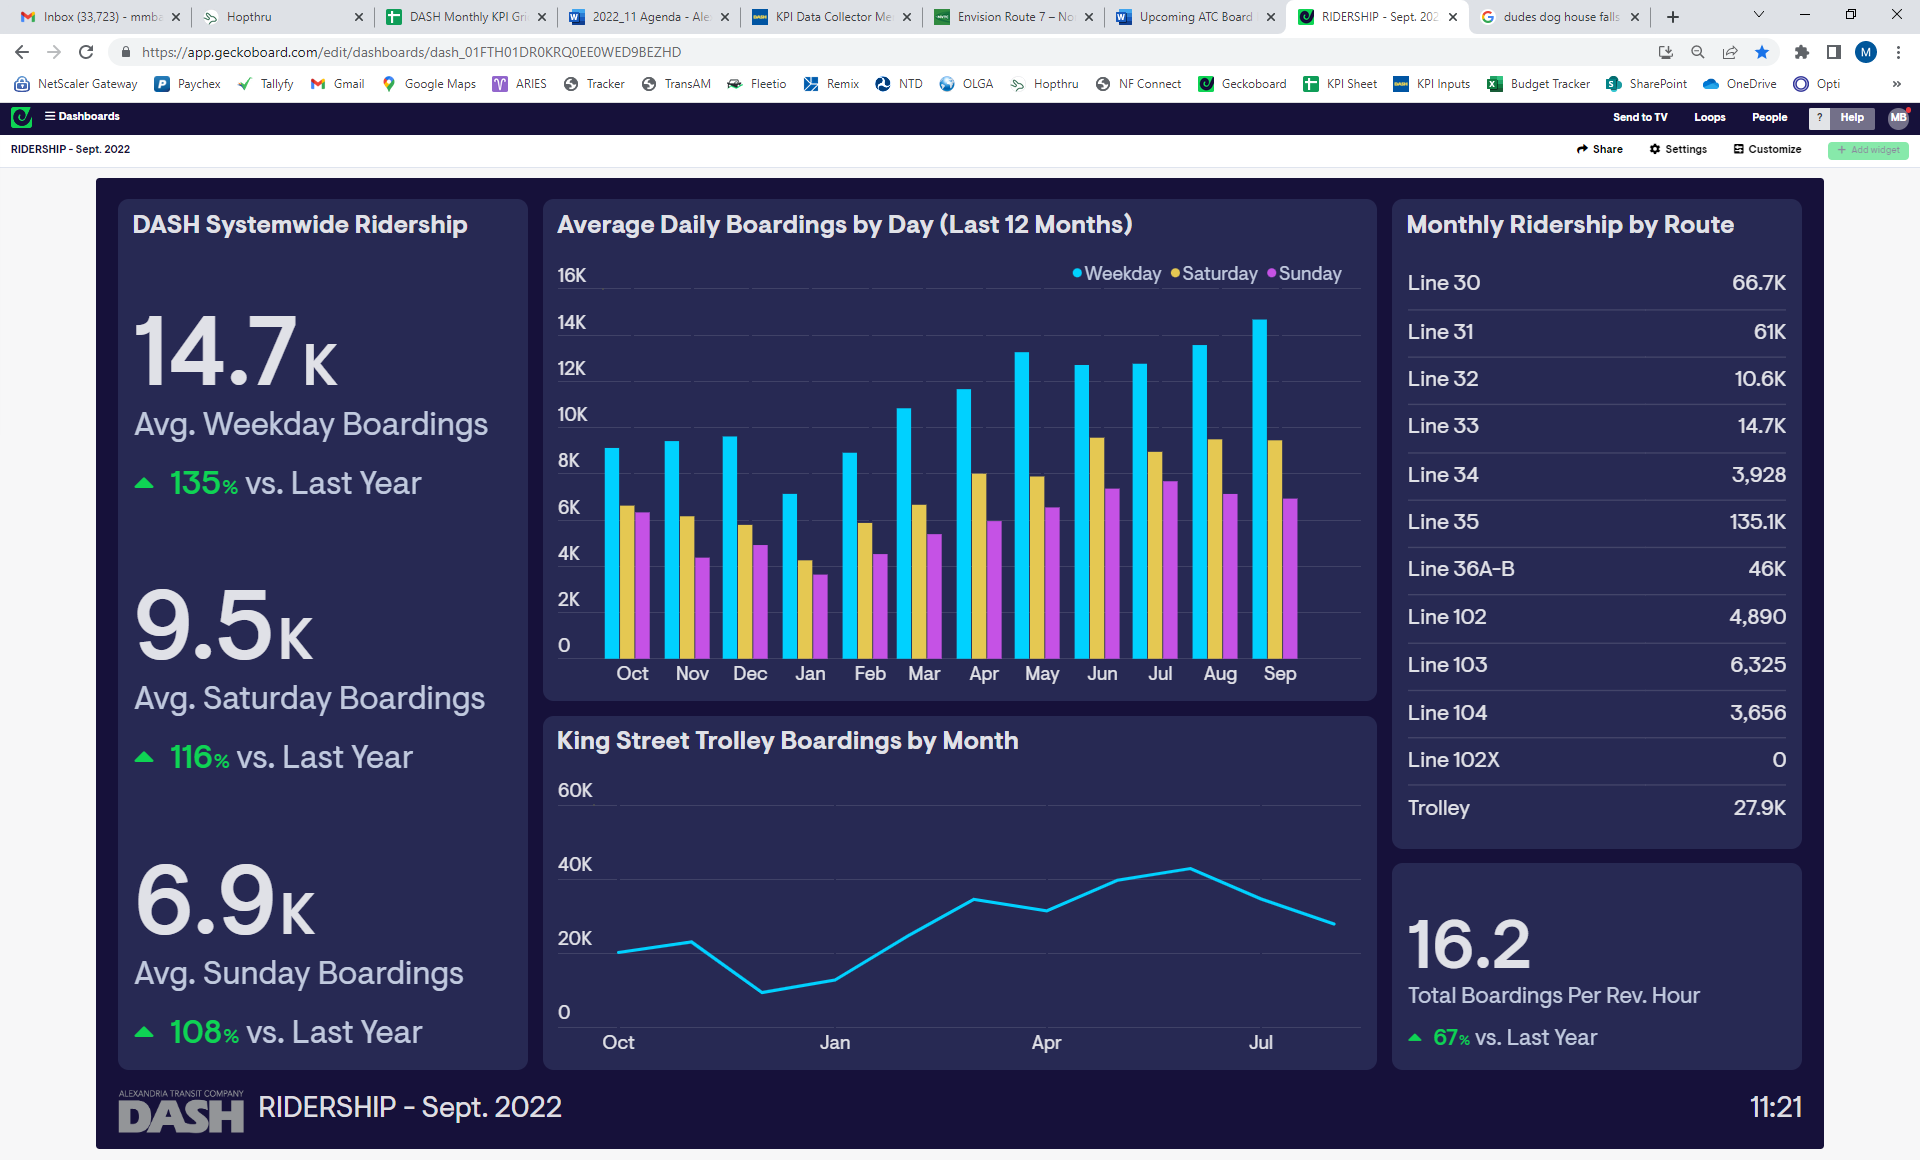 Inbox (33,723) - mmba
Hopthru
DASH Monthly KPI Gri
2022_11 Agenda - Ale
KPI Data Collector Me
Envision Route 7 – No
Upcoming ATC Board
RIDERSHIP - Sept. 202
dudes dog house falls
https://app.geckoboard.com/edit/dashboards/dash_01FTH01DR0KRQ0EE0WED9BEZHD
M
NetScaler Gateway
Paychex
Tallyfy
Gmail
Google Maps
ARIES
Tracker
TransAM
Fleetio
Remix
NTD
OLGA
Hopthru
NF Connect
Geckoboard
KPI Sheet
KPI Inputs
Budget Tracker
SharePoint
OneDrive
Opti
»
Dashboards
Send to TV
Loops
People
? Help
MB
RIDERSHIP - Sept. 2022
Share
Settings
Customize
+ Add widget
DASH Systemwide Ridership
14.7K
Avg. Weekday Boardings
135% vs. Last Year
9.5K
Avg. Saturday Boardings
116% vs. Last Year
6.9K
Avg. Sunday Boardings
108% vs. Last Year
Average Daily Boardings by Day (Last 12 Months)
Weekday Saturday Sunday
16K
14K
12K
10K
8K
6K
4K
2K
0
Oct Nov Dec Jan Feb Mar Apr May Jun Jul Aug Sep
King Street Trolley Boardings by Month
60K
40K
20K
0
Oct Jan Apr Jul
Monthly Ridership by Route
Line 30 66.7K
Line 31 61K
Line 32 10.6K
Line 33 14.7K
Line 34 3,928
Line 35 135.1K
Line 36A-B 46K
Line 102 4,890
Line 103 6,325
Line 104 3,656
Line 102X 0
Trolley 27.9K
16.2
Total Boardings Per Rev. Hour
67% vs. Last Year
ALEXANDRIA TRANSIT COMPANY
DASH
RIDERSHIP - Sept. 2022
11:21